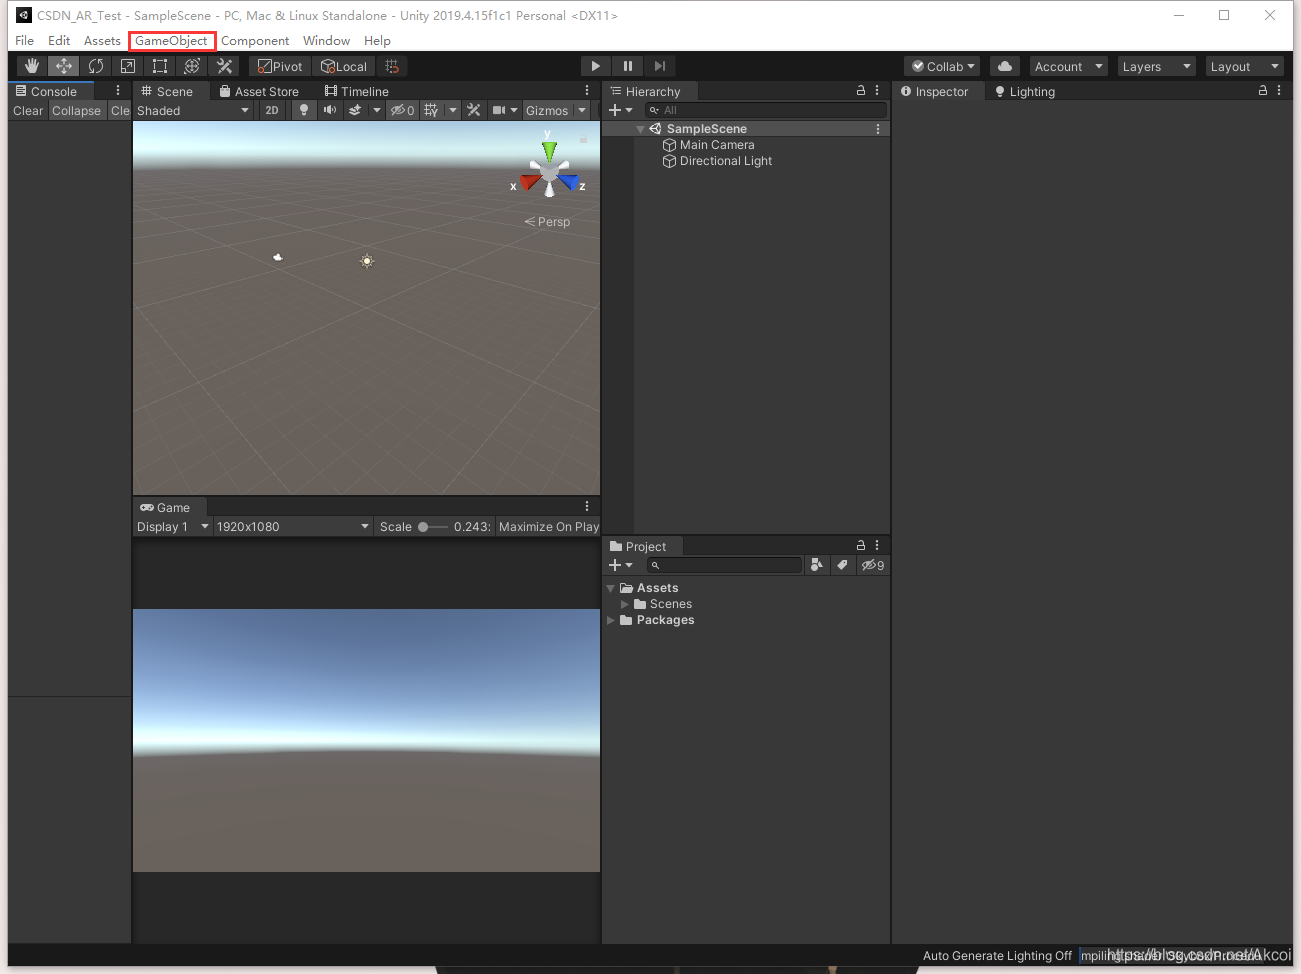 CSDN_AR_Test - SampleScene - PC, Mac & Linux Standalone - Unity 2019.4.15f1c1 Personal <DX11>
File Edit Assets GameObject Component Window Help
Pivot Local Collab Account Layers Layout
Console Scene Asset Store Timeline Hierarchy Inspector Lighting
Clear Collapse Cle Shaded 2D 0 Gizmos All
SampleScene
Main Camera
Directional Light
y
x z
Persp
Game
Display 1 1920x1080 Scale 0.243: Maximize On Play
Project
9
Assets
Scenes
Packages
Auto Generate Lighting Off
https://blog.csdn.net/Akcoi